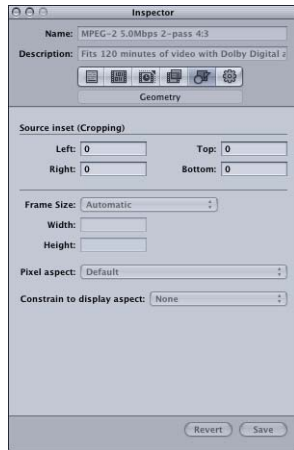 Inspector
Name: MPEG-2 5.0Mbps 2-pass 4:3
Description: Fits 120 minutes of video with Dolby Digital a
Geometry
Source inset (Cropping)
Left: 0 Top: 0
Right: 0 Bottom: 0
Frame Size: Automatic
Width:
Height:
Pixel aspect: Default
Constrain to display aspect: None
Revert Save